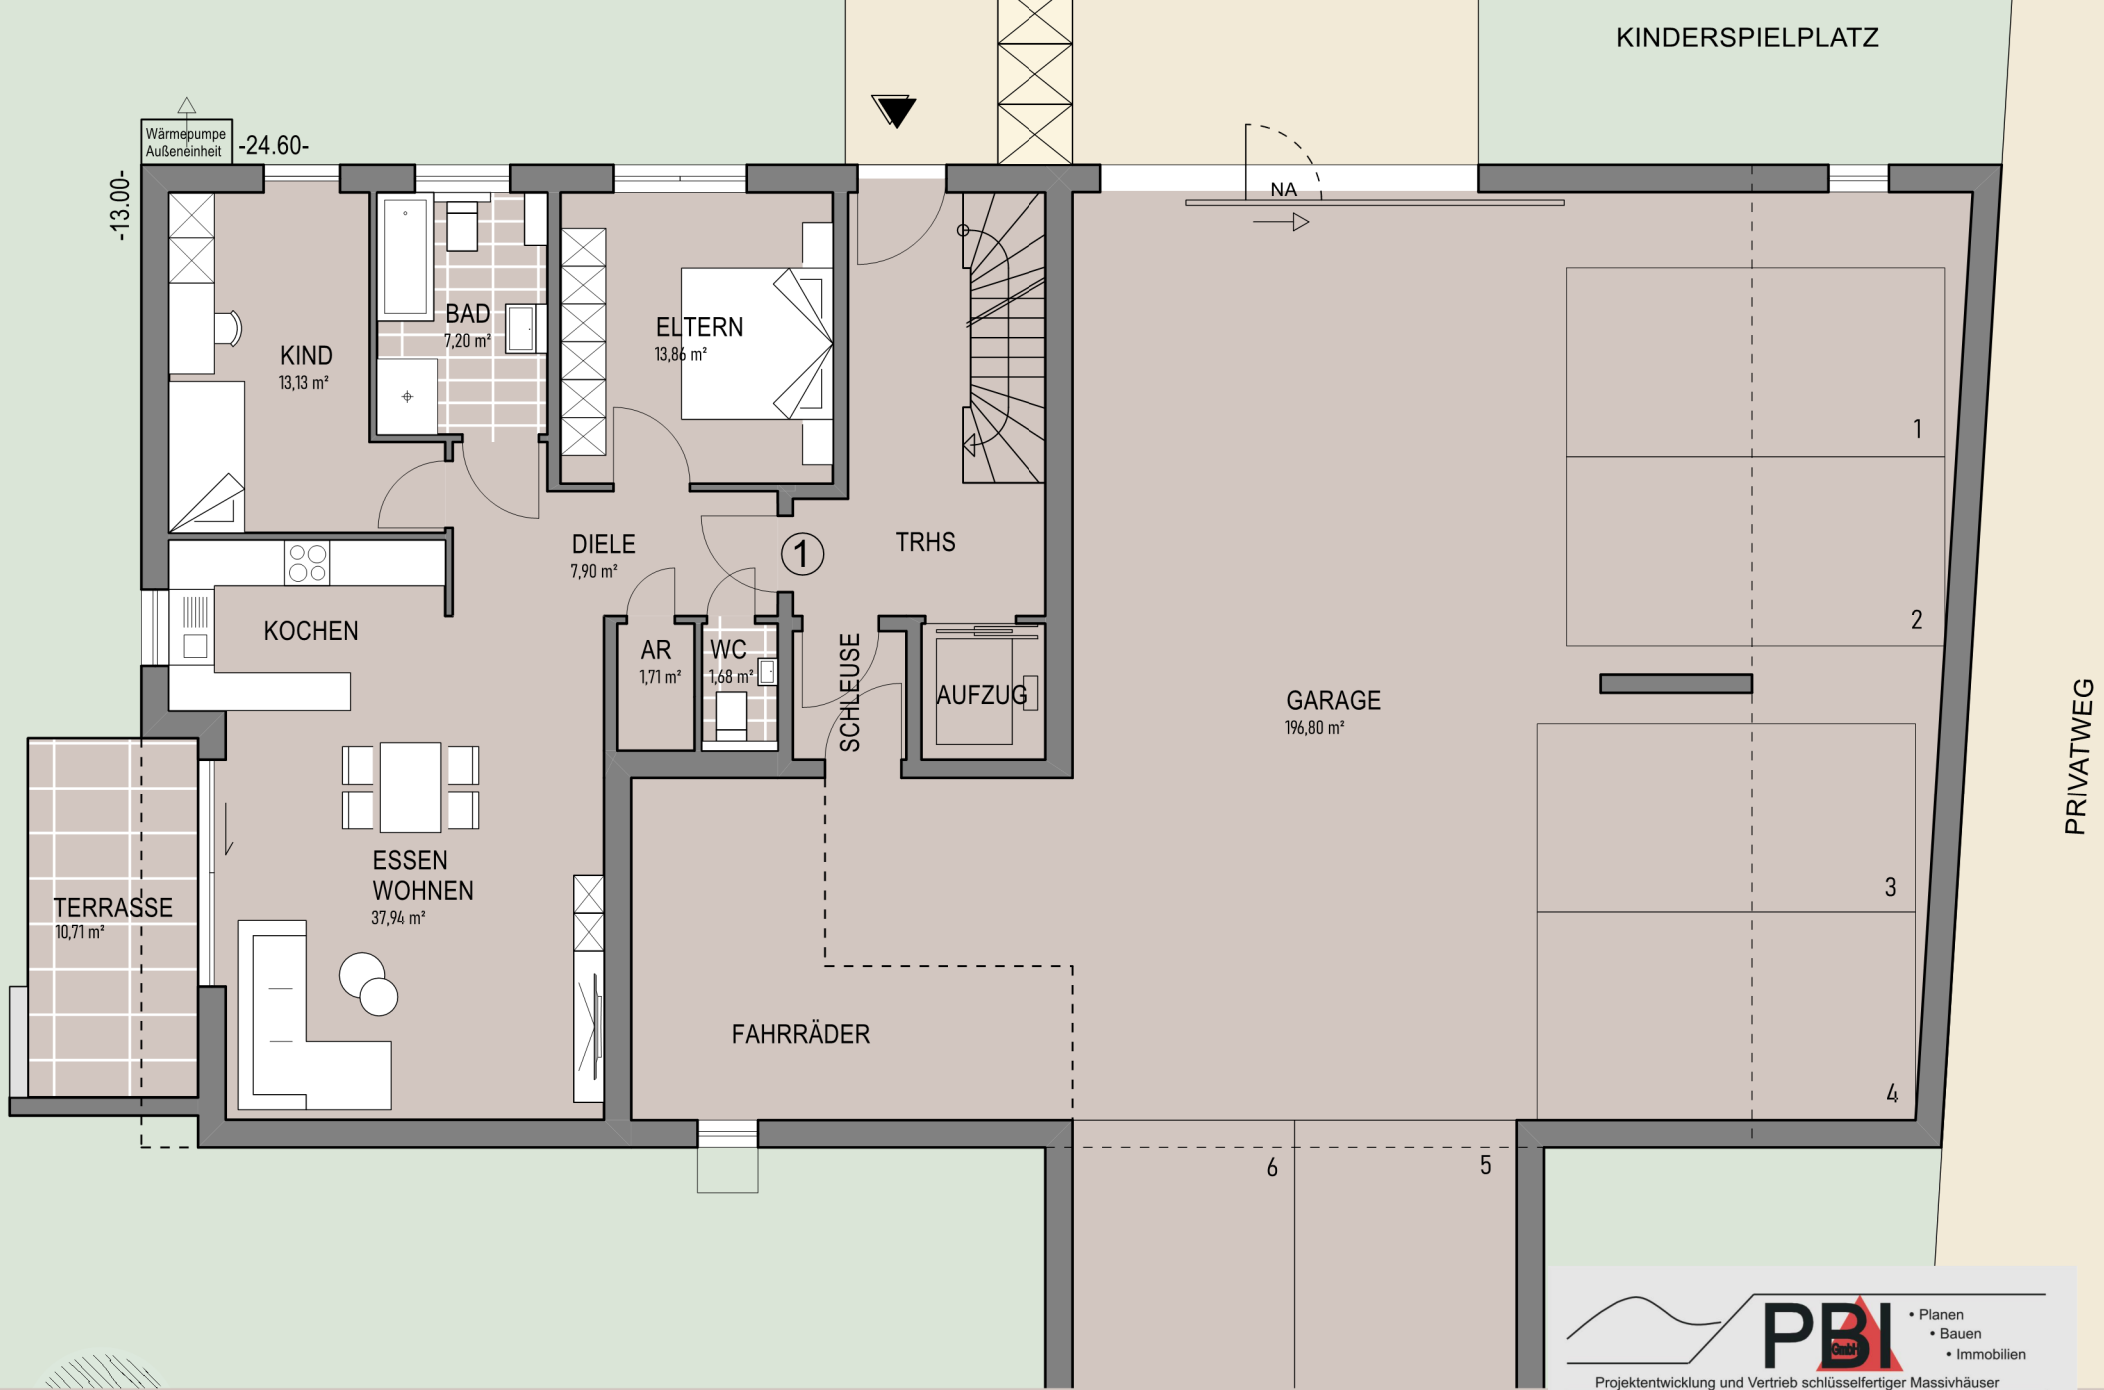 KINDERSPIELPLATZ
Wärmepumpe
Außeneinheit
-24.60-
-13.00-
NA
KIND
13,13 m²
BAD
7,20 m²
ELTERN
13,86 m²
1
2
DIELE
7,90 m²
1
TRHS
KOCHEN
AR
1,71 m²
WC
1,68 m²
SCHLEUSE
AUFZUG
GARAGE
196,80 m²
PRIVATWEG
ESSEN
WOHNEN
37,94 m²
TERRASSE
10,71 m²
3
4
FAHRRÄDER
6
5
PBI
GmbH
• Planen
• Bauen
• Immobilien
Projektentwicklung und Vertrieb schlüsselfertiger Massivhäuser